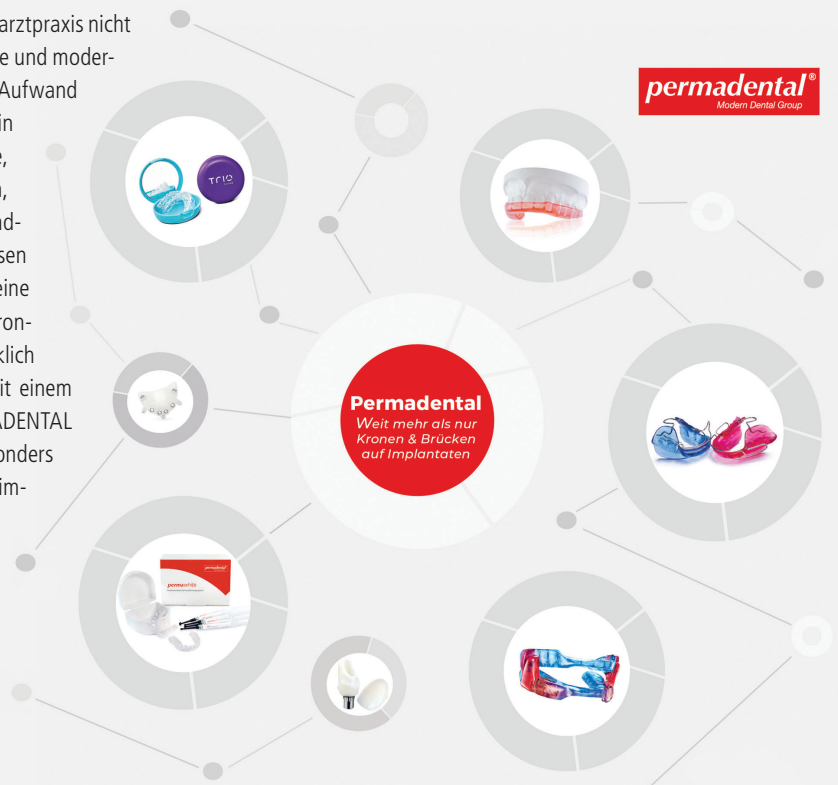 arztpraxis nicht
e und moder-
Aufwand
in
e,
n,
nd-
sen
eine
ron-
klich
it einem
ADENTAL
onders
im-
permadental®
Modern Dental Group
TRIO
Permadental
Weit mehr als nur
Kronen & Brücken
auf Implantaten
permadental
permawhite